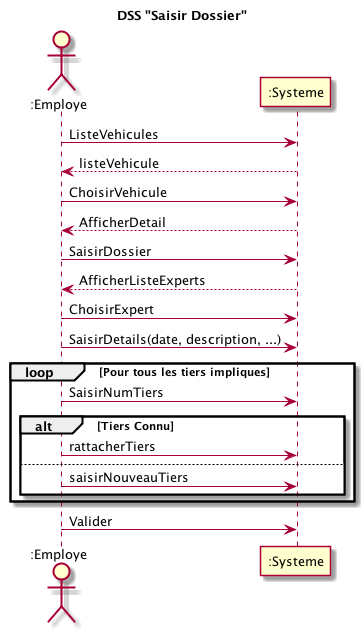 DSS "Saisir Dossier"
:Employe
:Systeme
ListeVehicules
listeVehicule
ChoisirVehicule
AfficherDetail
SaisirDossier
AfficherListeExperts
ChoisirExpert
SaisirDetails(date, description, ...)
loop [Pour tous les tiers impliques]
SaisirNumTiers
alt [Tiers Connu]
rattacherTiers
saisirNouveauTiers
Valider
:Employe
:Systeme